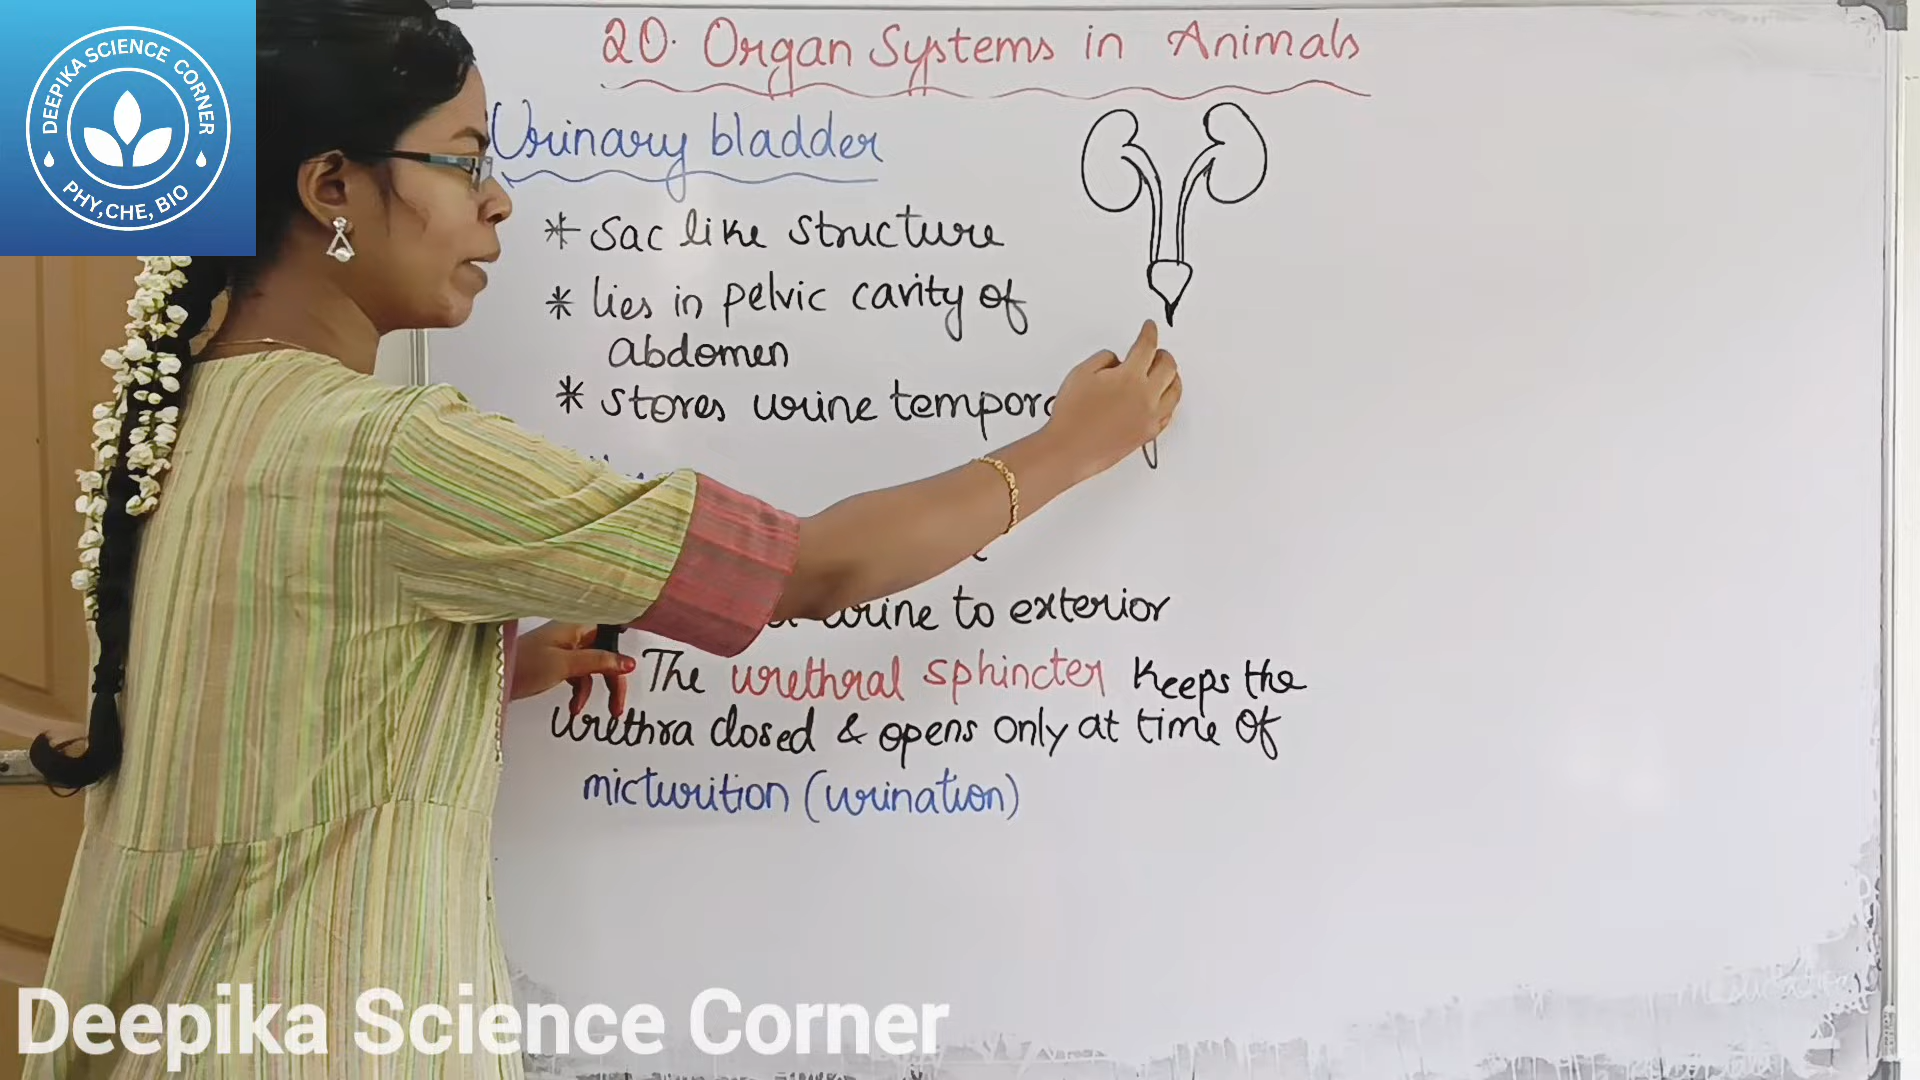 DEEPIKA SCIENCE CORNER
PHY,CHE, BIO
20. Organ Systems in Animals
Urinary bladder
* Sac like structure
* lies in pelvic cavity of
abdomen
* stores urine
urine to exterior
The urethral sphincter keeps the
Urethra closed & opens only at time of
micturition (urination)
Deepika Science Corner